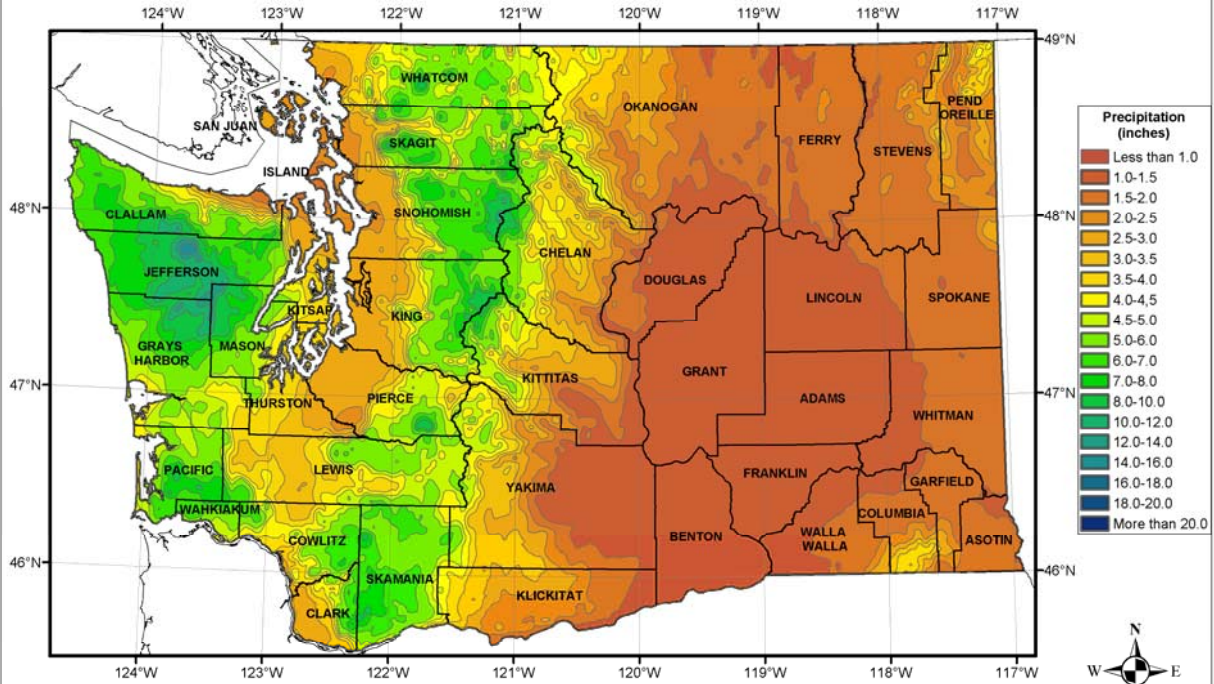 124°W 123°W 122°W 121°W 120°W 119°W 118°W 117°W
49°N
WHATCOM
OKANOGAN
PEND
OREILLE
SAN JUAN
SKAGIT
FERRY
STEVENS
ISLAND
48°N
48°N
CLALLAM
SNOHOMISH
CHELAN
JEFFERSON
DOUGLAS
LINCOLN
SPOKANE
KITSAP
KING
GRAYS
HARBOR
MASON
47°N
47°N
KITTITAS
GRANT
THURSTON
PIERCE
ADAMS
WHITMAN
PACIFIC
LEWIS
YAKIMA
FRANKLIN
GARFIELD
WAHKIAKUM
COLUMBIA
COWLITZ
BENTON
WALLA
WALLA
ASOTIN
46°N
46°N
SKAMANIA
CLARK
KLICKITAT
124°W 123°W 122°W 121°W 120°W 119°W 118°W 117°W
Precipitation
(inches)
Less than 1.0
1.0-1.5
1.5-2.0
2.0-2.5
2.5-3.0
3.0-3.5
3.5-4.0
4.0-4.5
4.5-5.0
5.0-6.0
6.0-7.0
7.0-8.0
8.0-10.0
10.0-12.0
12.0-14.0
14.0-16.0
16.0-18.0
18.0-20.0
More than 20.0
N
W E